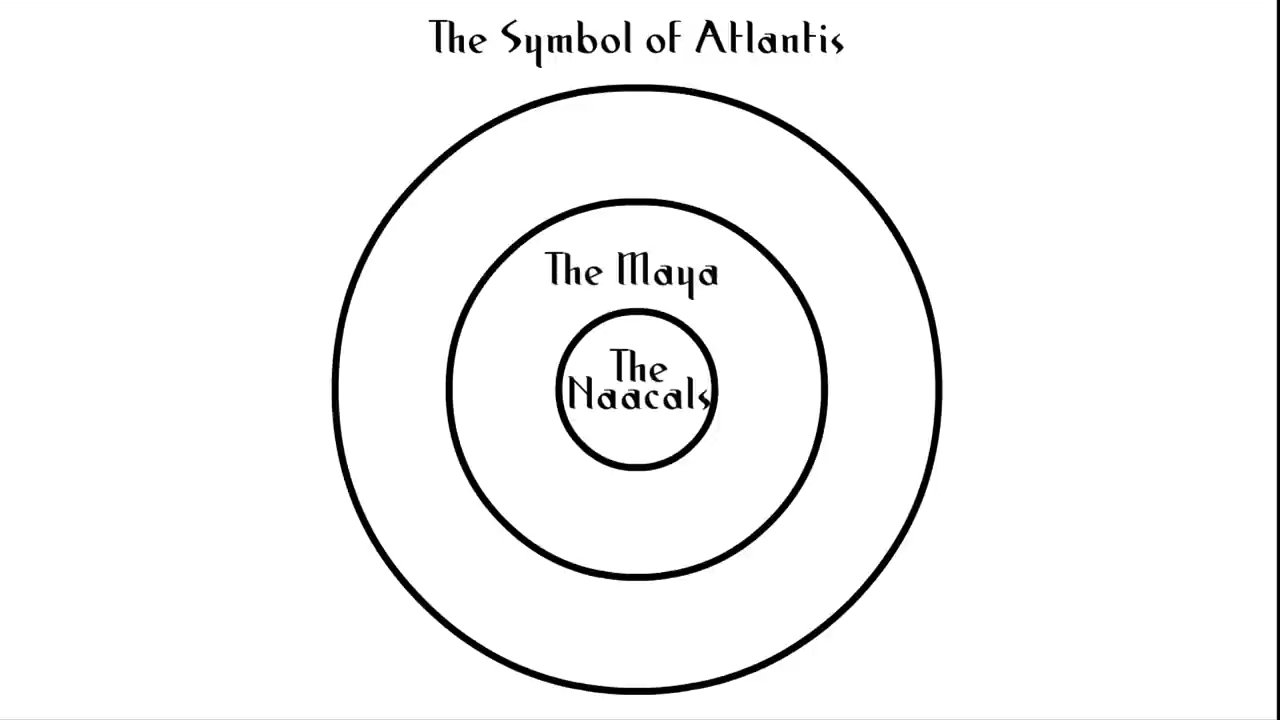 The Symbol of Atlantis
The Maya
The
Naacals